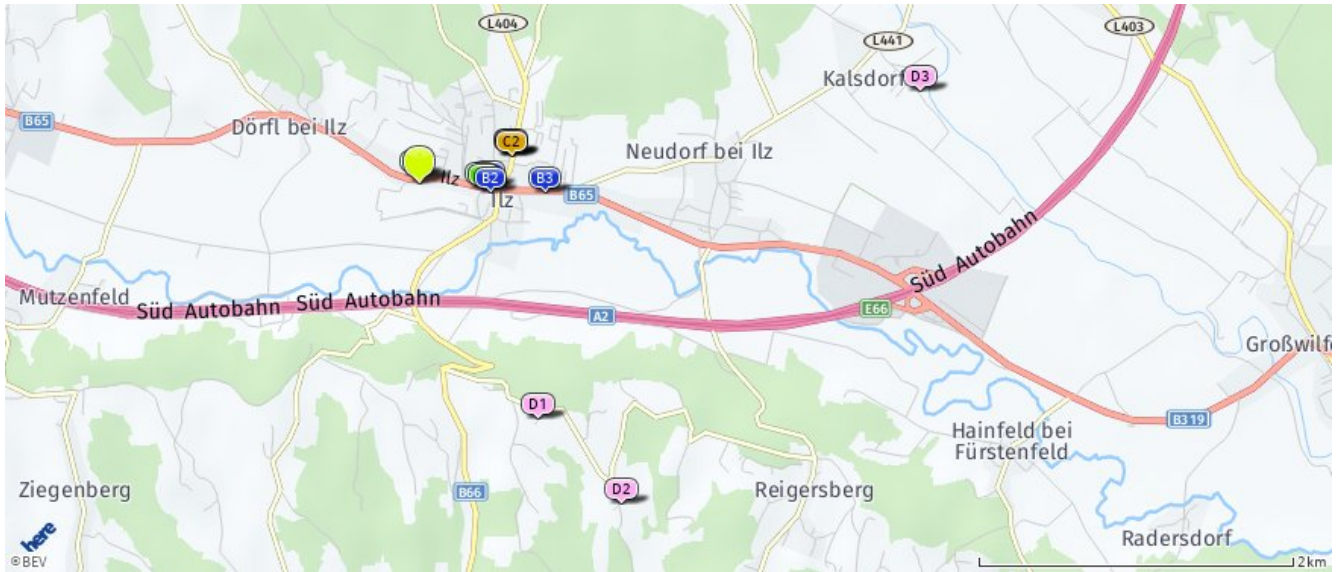 L404
L403
L441
Kalsdorf
D3
B65
Dörfl bei Ilz
C2
Neudorf bei Ilz
Ilz
B2
B3
B65
Ilz
Süd Autobahn
Mutzenfeld
Süd Autobahn
Süd Autobahn
E66
A2
Großwilfe
D1
B319
Hainfeld bei
Fürstenfeld
Ziegenberg
B66
D2
Reigersberg
here
Radersdorf
©BEV
2km